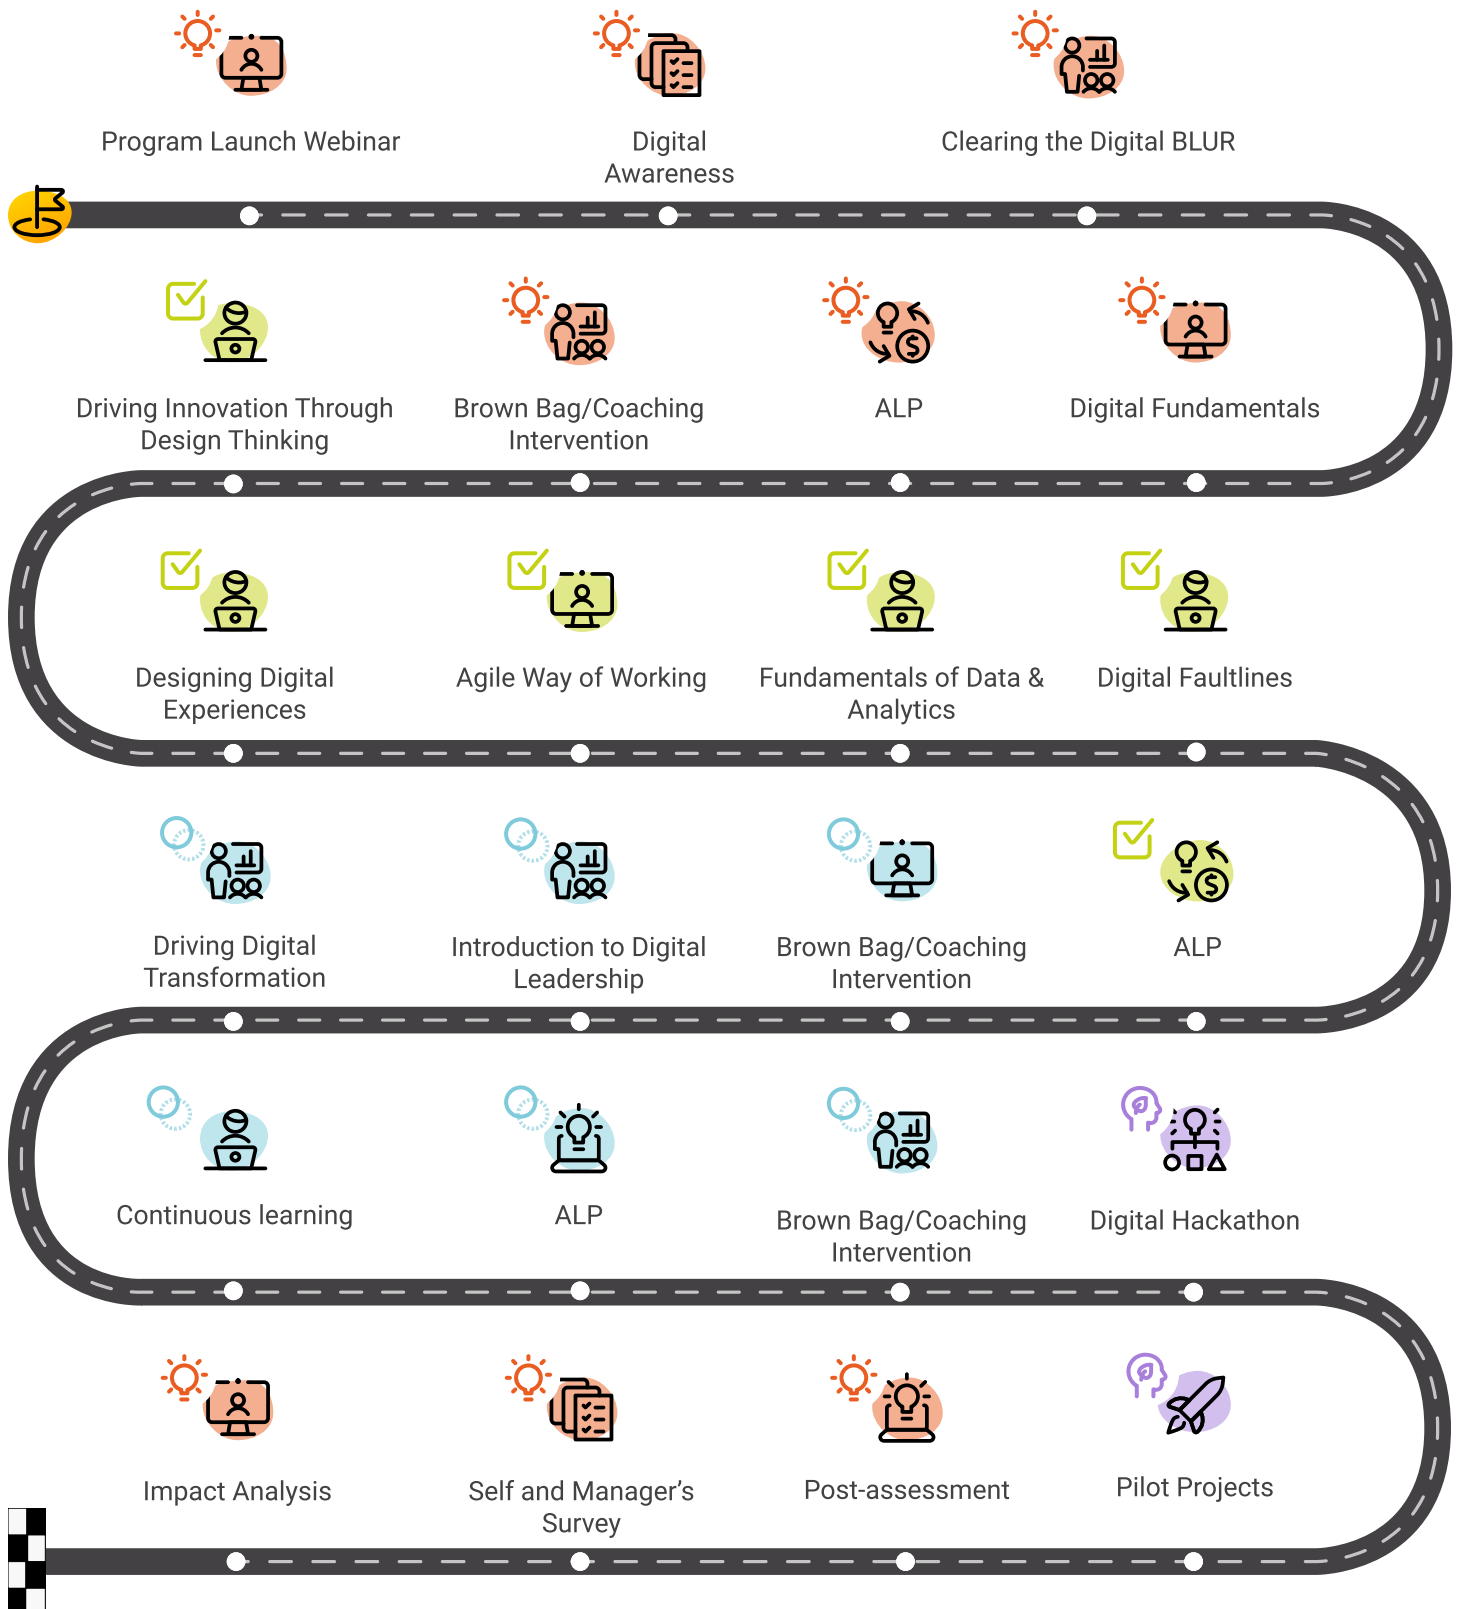 Program Launch Webinar
Digital
Awareness
Clearing the Digital BLUR
Driving Innovation Through
Design Thinking
Brown Bag/Coaching
Intervention
ALP
Digital Fundamentals
Designing Digital
Experiences
Agile Way of Working
Fundamentals of Data &
Analytics
Digital Faultlines
Driving Digital
Transformation
Introduction to Digital
Leadership
Brown Bag/Coaching
Intervention
ALP
Continuous learning
ALP
Brown Bag/Coaching
Intervention
Digital Hackathon
Impact Analysis
Self and Manager’s
Survey
Post-assessment
Pilot Projects